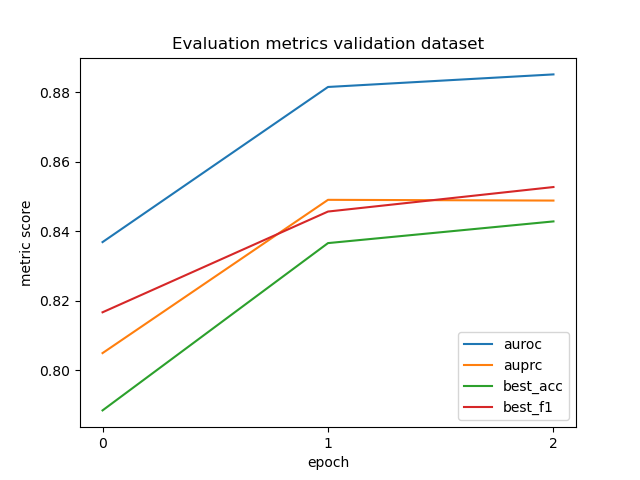 Evaluation metrics validation dataset
metric score
0.88
0.86
0.84
0.82
0.80
auroc
auprc
best_acc
best_f1
0 1 2
epoch